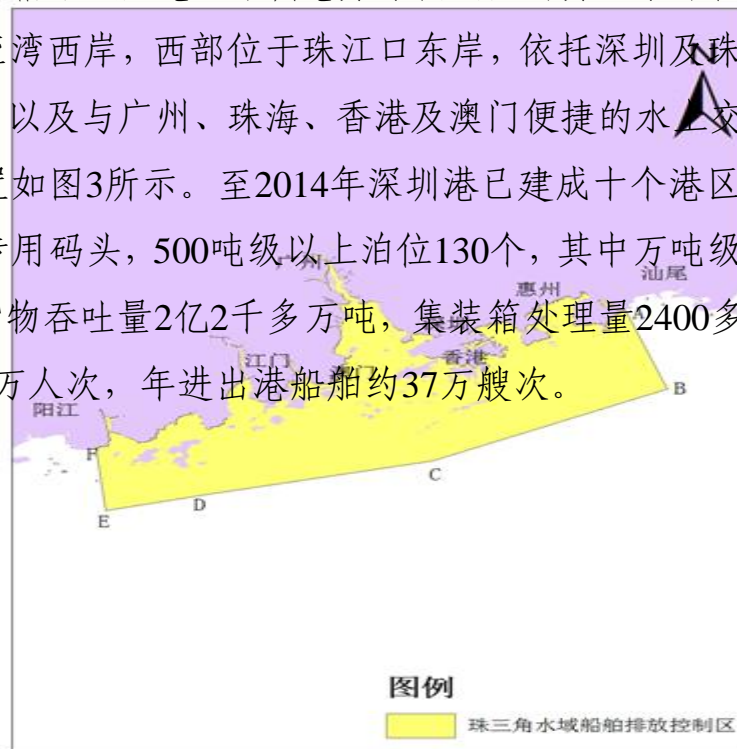 湾西岸，西部位于珠江口东岸，依托深圳及珠
以及与广州、珠海、香港及澳门便捷的水上交
如图3所示。至2014年深圳港已建成十个港区
专用码头，500吨级以上泊位130个，其中万吨级
物吞吐量2亿2千多万吨，集装箱处理量2400多
万人次，年进出港船舶约37万艘次。
N
广州
汕尾
惠州
A
香港
江门
阳江
B
F
C
D
E
图例
珠三角水域船舶排放控制区